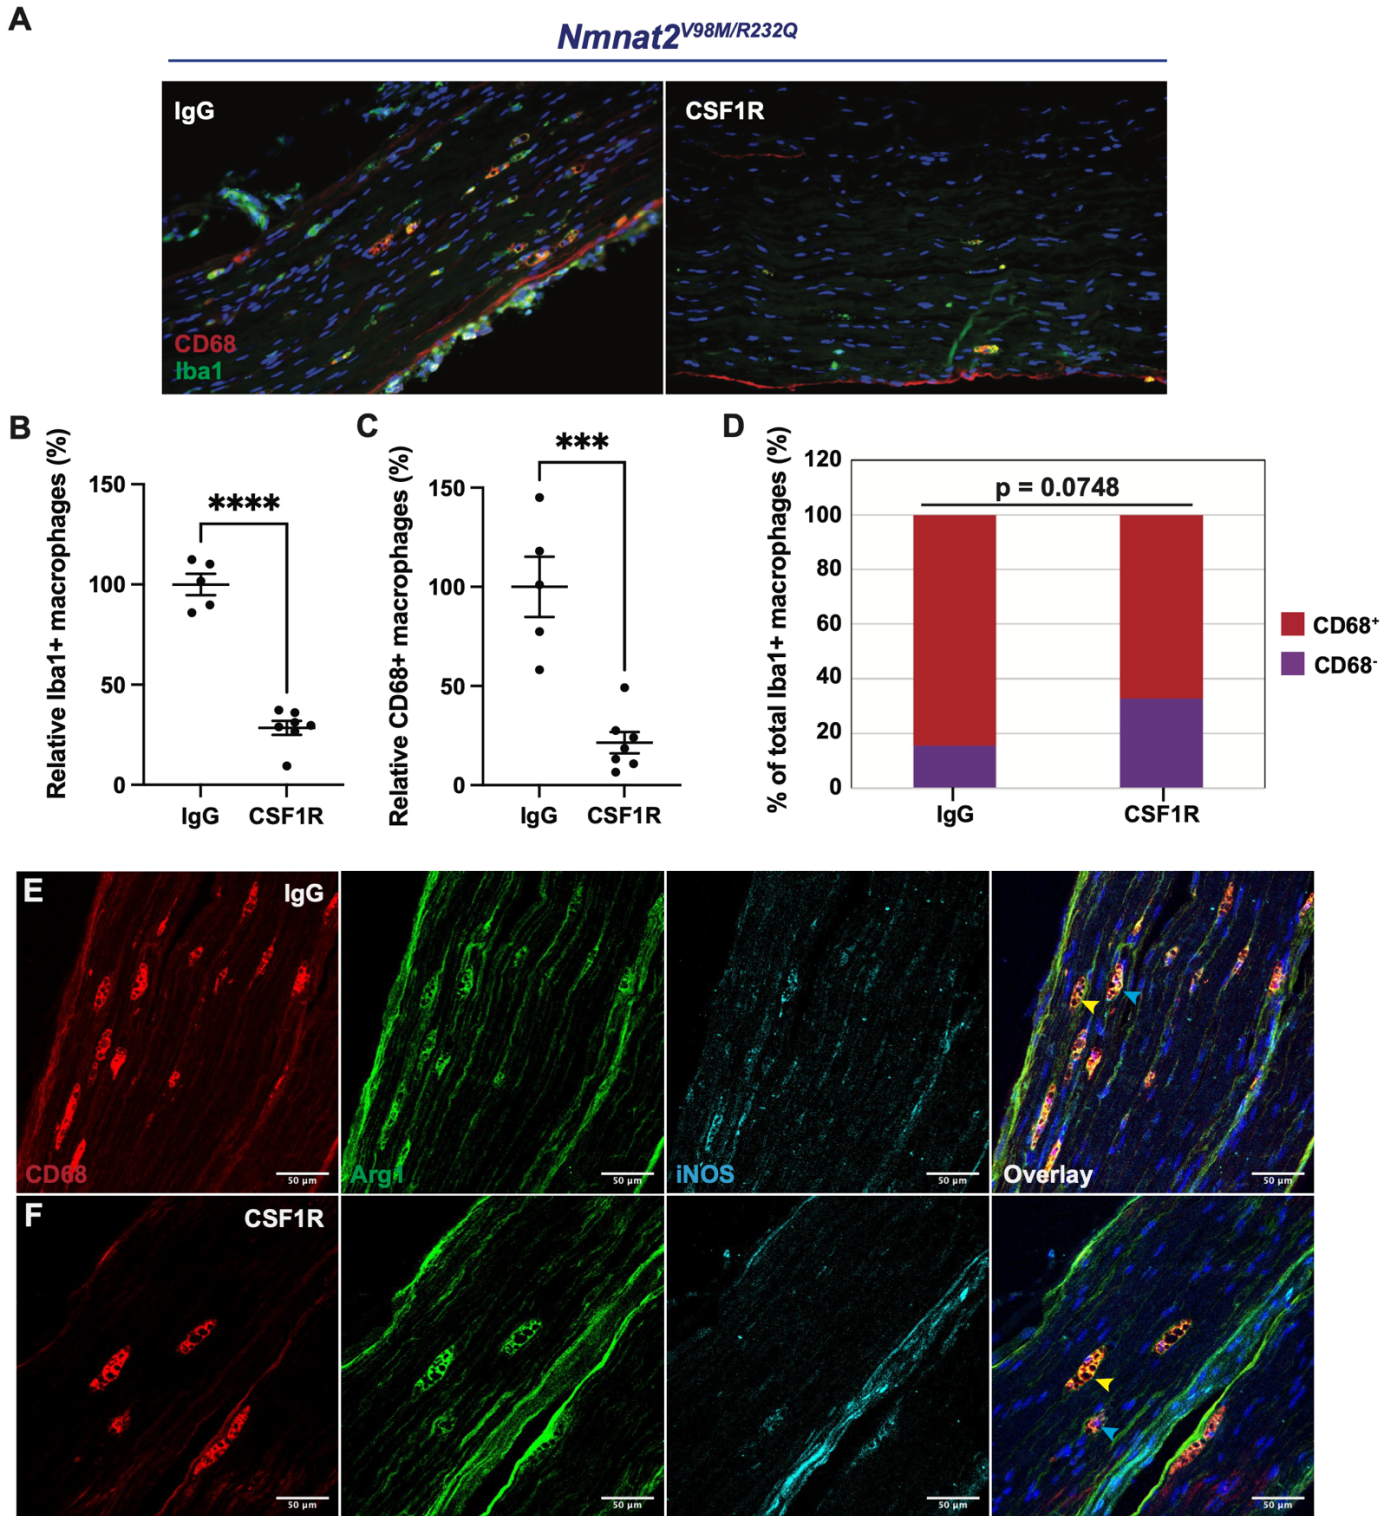 A
Nmnat2V98M/R232Q
IgG
CSF1R
CD68
Iba1
B
Relative Iba1+ macrophages (%)
150
100
50
0
****
IgG
CSF1R
C
Relative CD68+ macrophages (%)
150
100
50
0
***
IgG
CSF1R
D
% of total Iba1+ macrophages (%)
120
100
80
60
40
20
0
p = 0.0748
IgG
CSF1R
CD68+
CD68-
E
IgG
CD68
Arg1
iNOS
Overlay
50 µm
50 µm
50 µm
50 µm
F
CSF1R
50 µm
50 µm
50 µm
50 µm